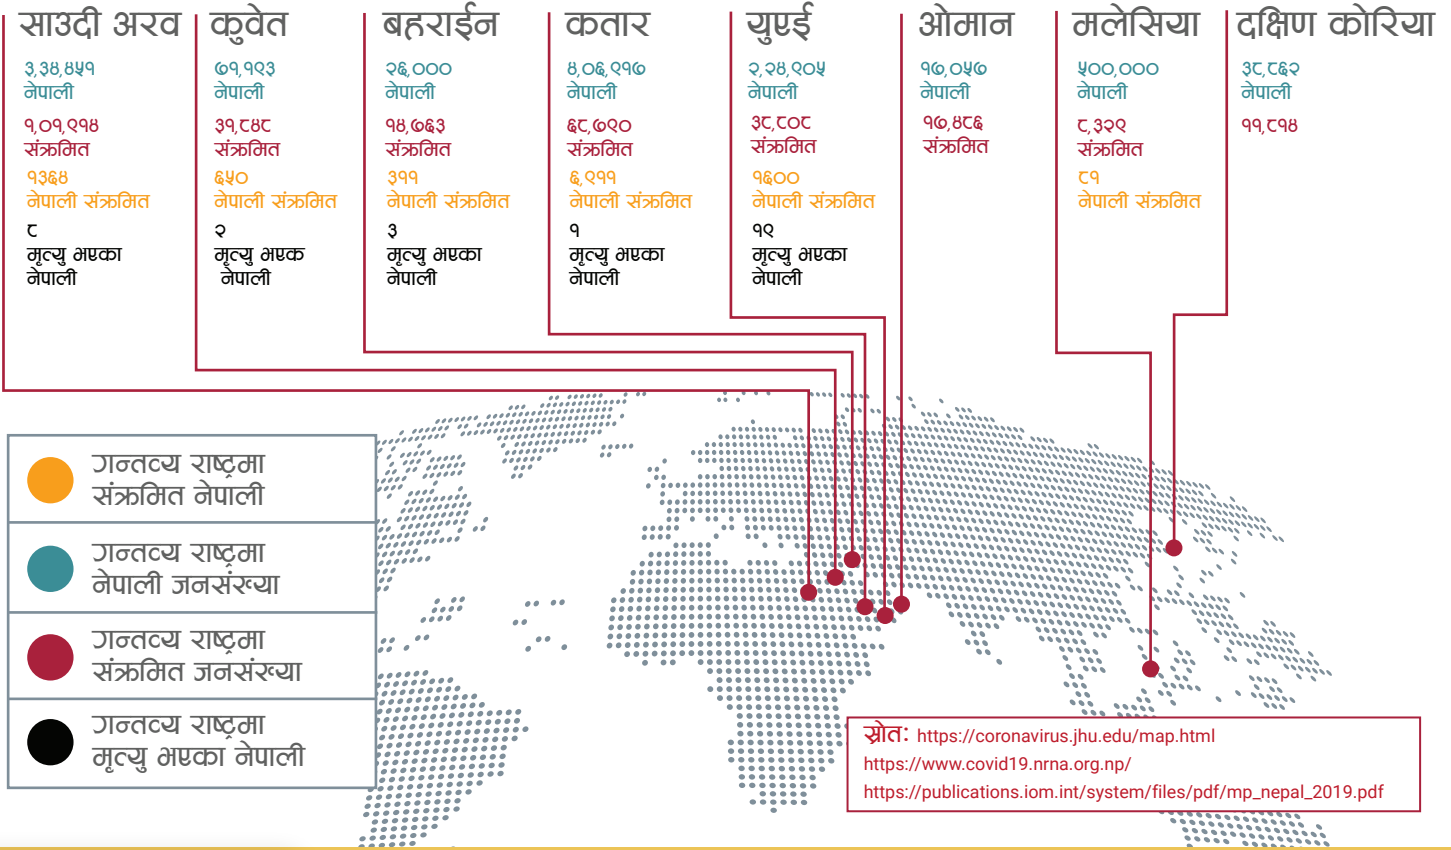 साउदी अरव
३,३४,४५१
नेपाली
१,०१,९१४
संक्रमित
१३६४
नेपाली संक्रमित
८
मृत्यु भएका
नेपाली
कुवेत
७१,१९३
नेपाली
३१,८४८
संक्रमित
६५०
नेपाली संक्रमित
२
मृत्यु भएक
नेपाली
बहराईन
२६,०००
नेपाली
१४,७६३
संक्रमित
३११
नेपाली संक्रमित
३
मृत्यु भएका
नेपाली
कतार
४,०६,९१७
नेपाली
६८,७९०
संक्रमित
६,९११
नेपाली संक्रमित
१
मृत्यु भएका
नेपाली
युएई
२,२४,९०५
नेपाली
३८,८०८
संक्रमित
१६००
नेपाली संक्रमित
१९
मृत्यु भएका
नेपाली
ओमान
१७,०५७
नेपाली
१७,४८६
संक्रमित
मलेसिया
५००,०००
नेपाली
८,३२९
संक्रमित
८१
नेपाली संक्रमित
दक्षिण कोरिया
३८,८६२
नेपाली
११,८१४
गन्तव्य राष्ट्रमा
संक्रमित नेपाली
गन्तव्य राष्ट्रमा
नेपाली जनसंख्या
गन्तव्य राष्ट्रमा
संक्रमित जनसंख्या
गन्तव्य राष्ट्रमा
मृत्यु भएका नेपाली
स्रोत: https://coronavirus.jhu.edu/map.html
https://www.covid19.nrna.org.np/
https://publications.iom.int/system/files/pdf/mp_nepal_2019.pdf